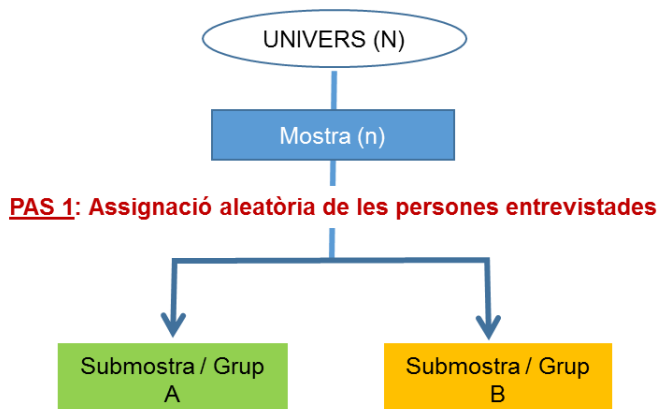 UNIVERS (N)
Mostra (n)
PAS 1: Assignació aleatòria de les persones entrevistades
Submostra / Grup
A
Submostra / Grup
B